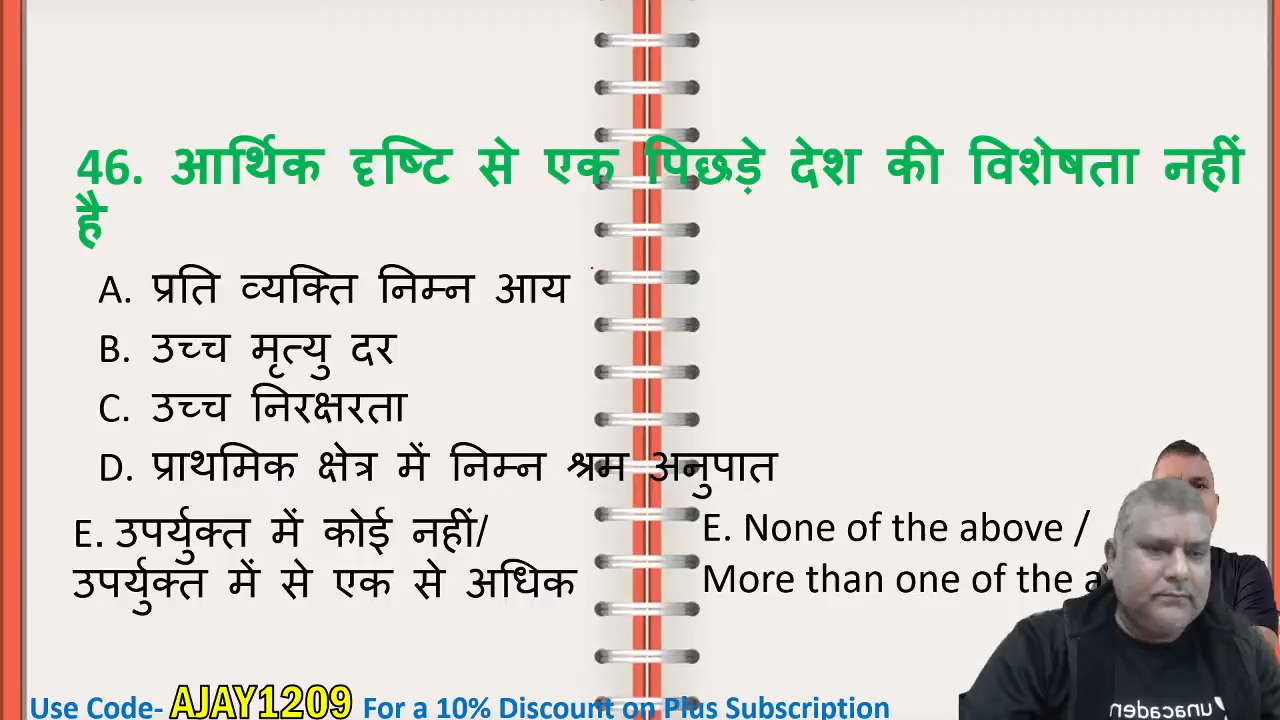 46. आर्थिक दृष्टि से एक पिछड़े देश की विशेषता नहीं
है
A. प्रति व्यक्ति निम्न आय
B. उच्च मृत्यु दर
C. उच्च निरक्षरता
D. प्राथमिक क्षेत्र में निम्न श्रम अनुपात
E. उपर्युक्त में कोई नहीं/
उपर्युक्त में से एक से अधिक
E. None of the above /
More than one of the a
Use Code- AJAY1209 For a 10% Discount on Plus Subscription